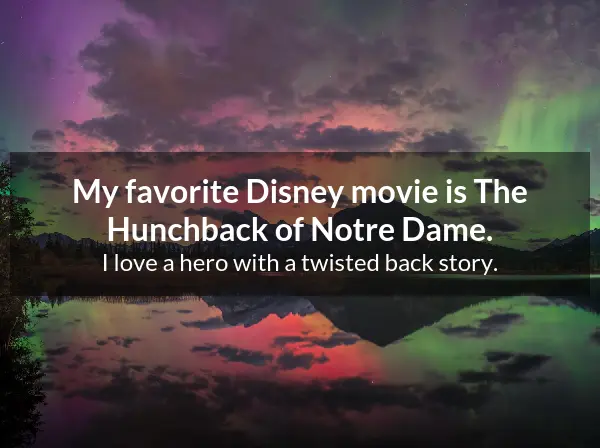 My favorite Disney movie is The
Hunchback of Notre Dame.
I love a hero with a twisted back story.